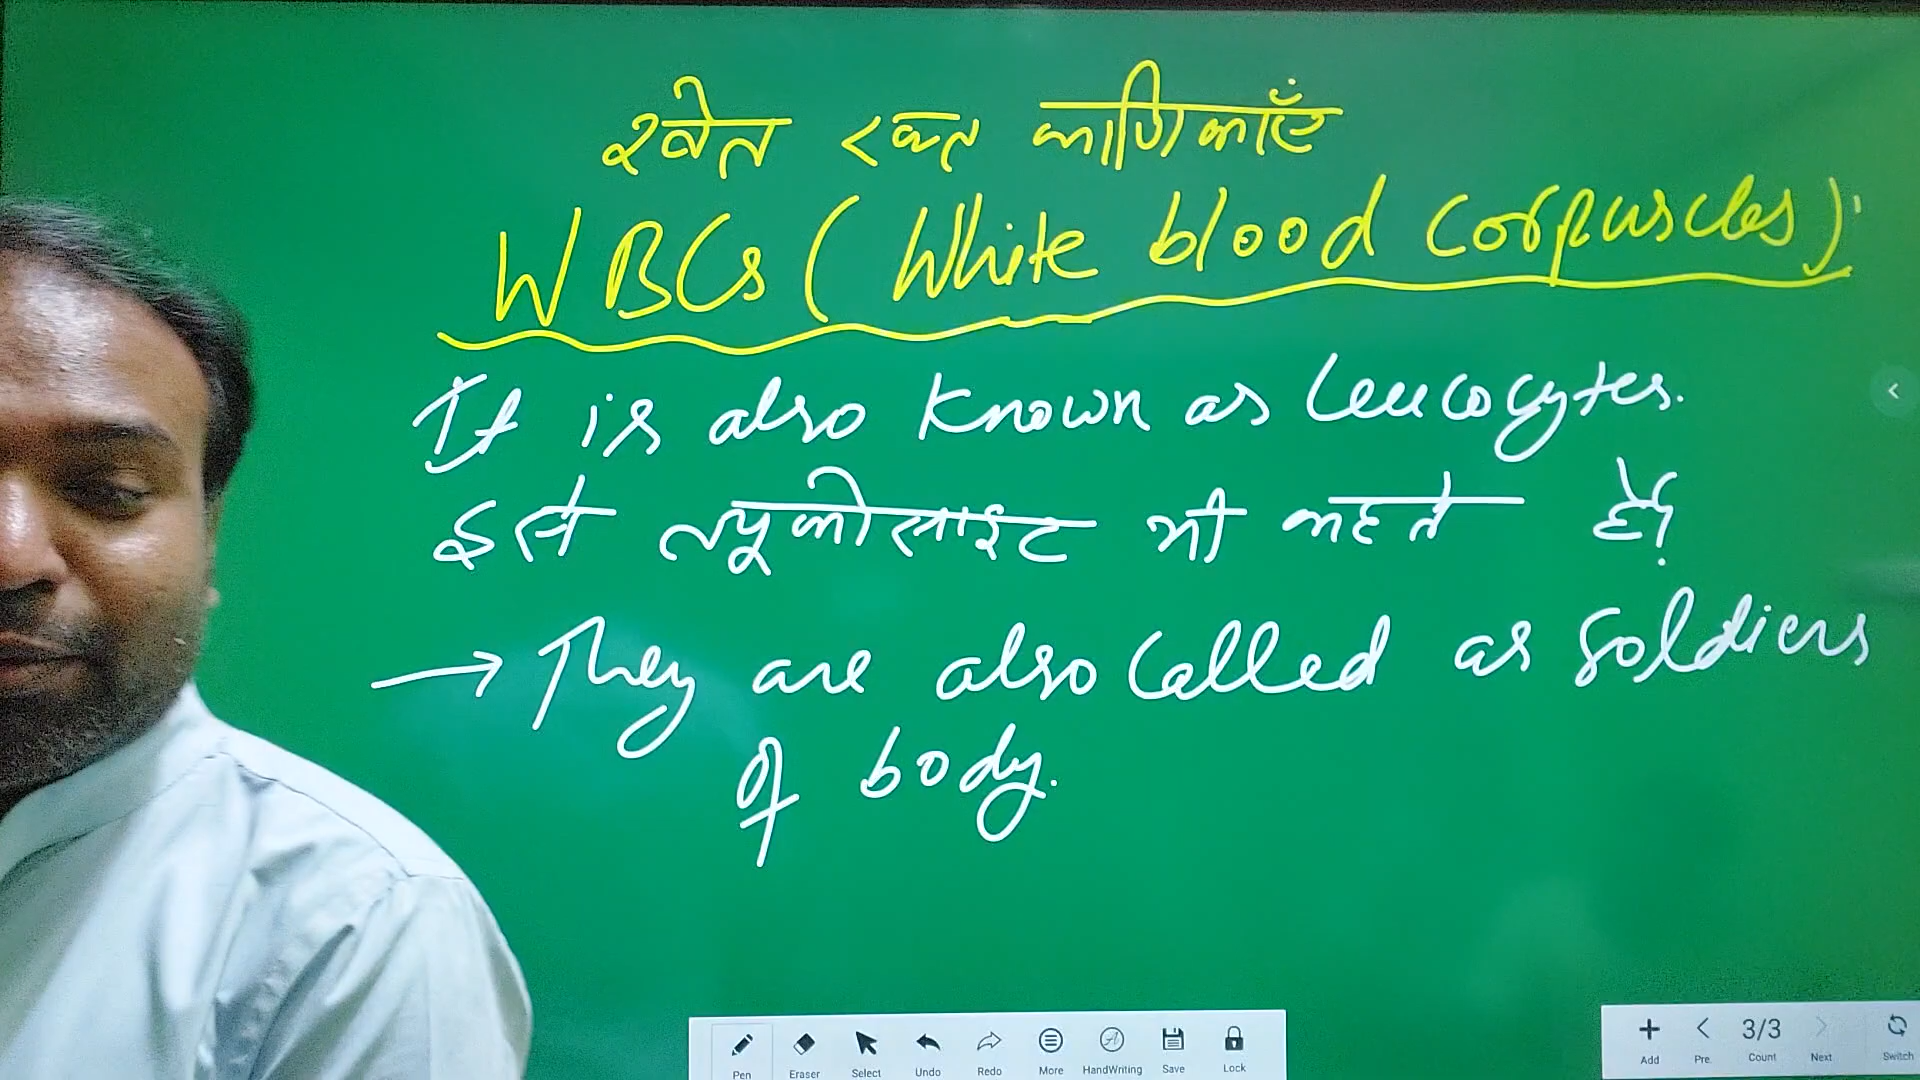 श्वेत रक्त कणिकाएँ
WBCs (White blood corpuscles)
It is also known as leucocytes.
इसे ल्यूकोसाइट भी कहते हैं।
→ They are also called as soldiers
of body.
Pen Eraser Select Undo Redo More HandWriting Save Lock
Add Pre. 3/3 Count Next Switch